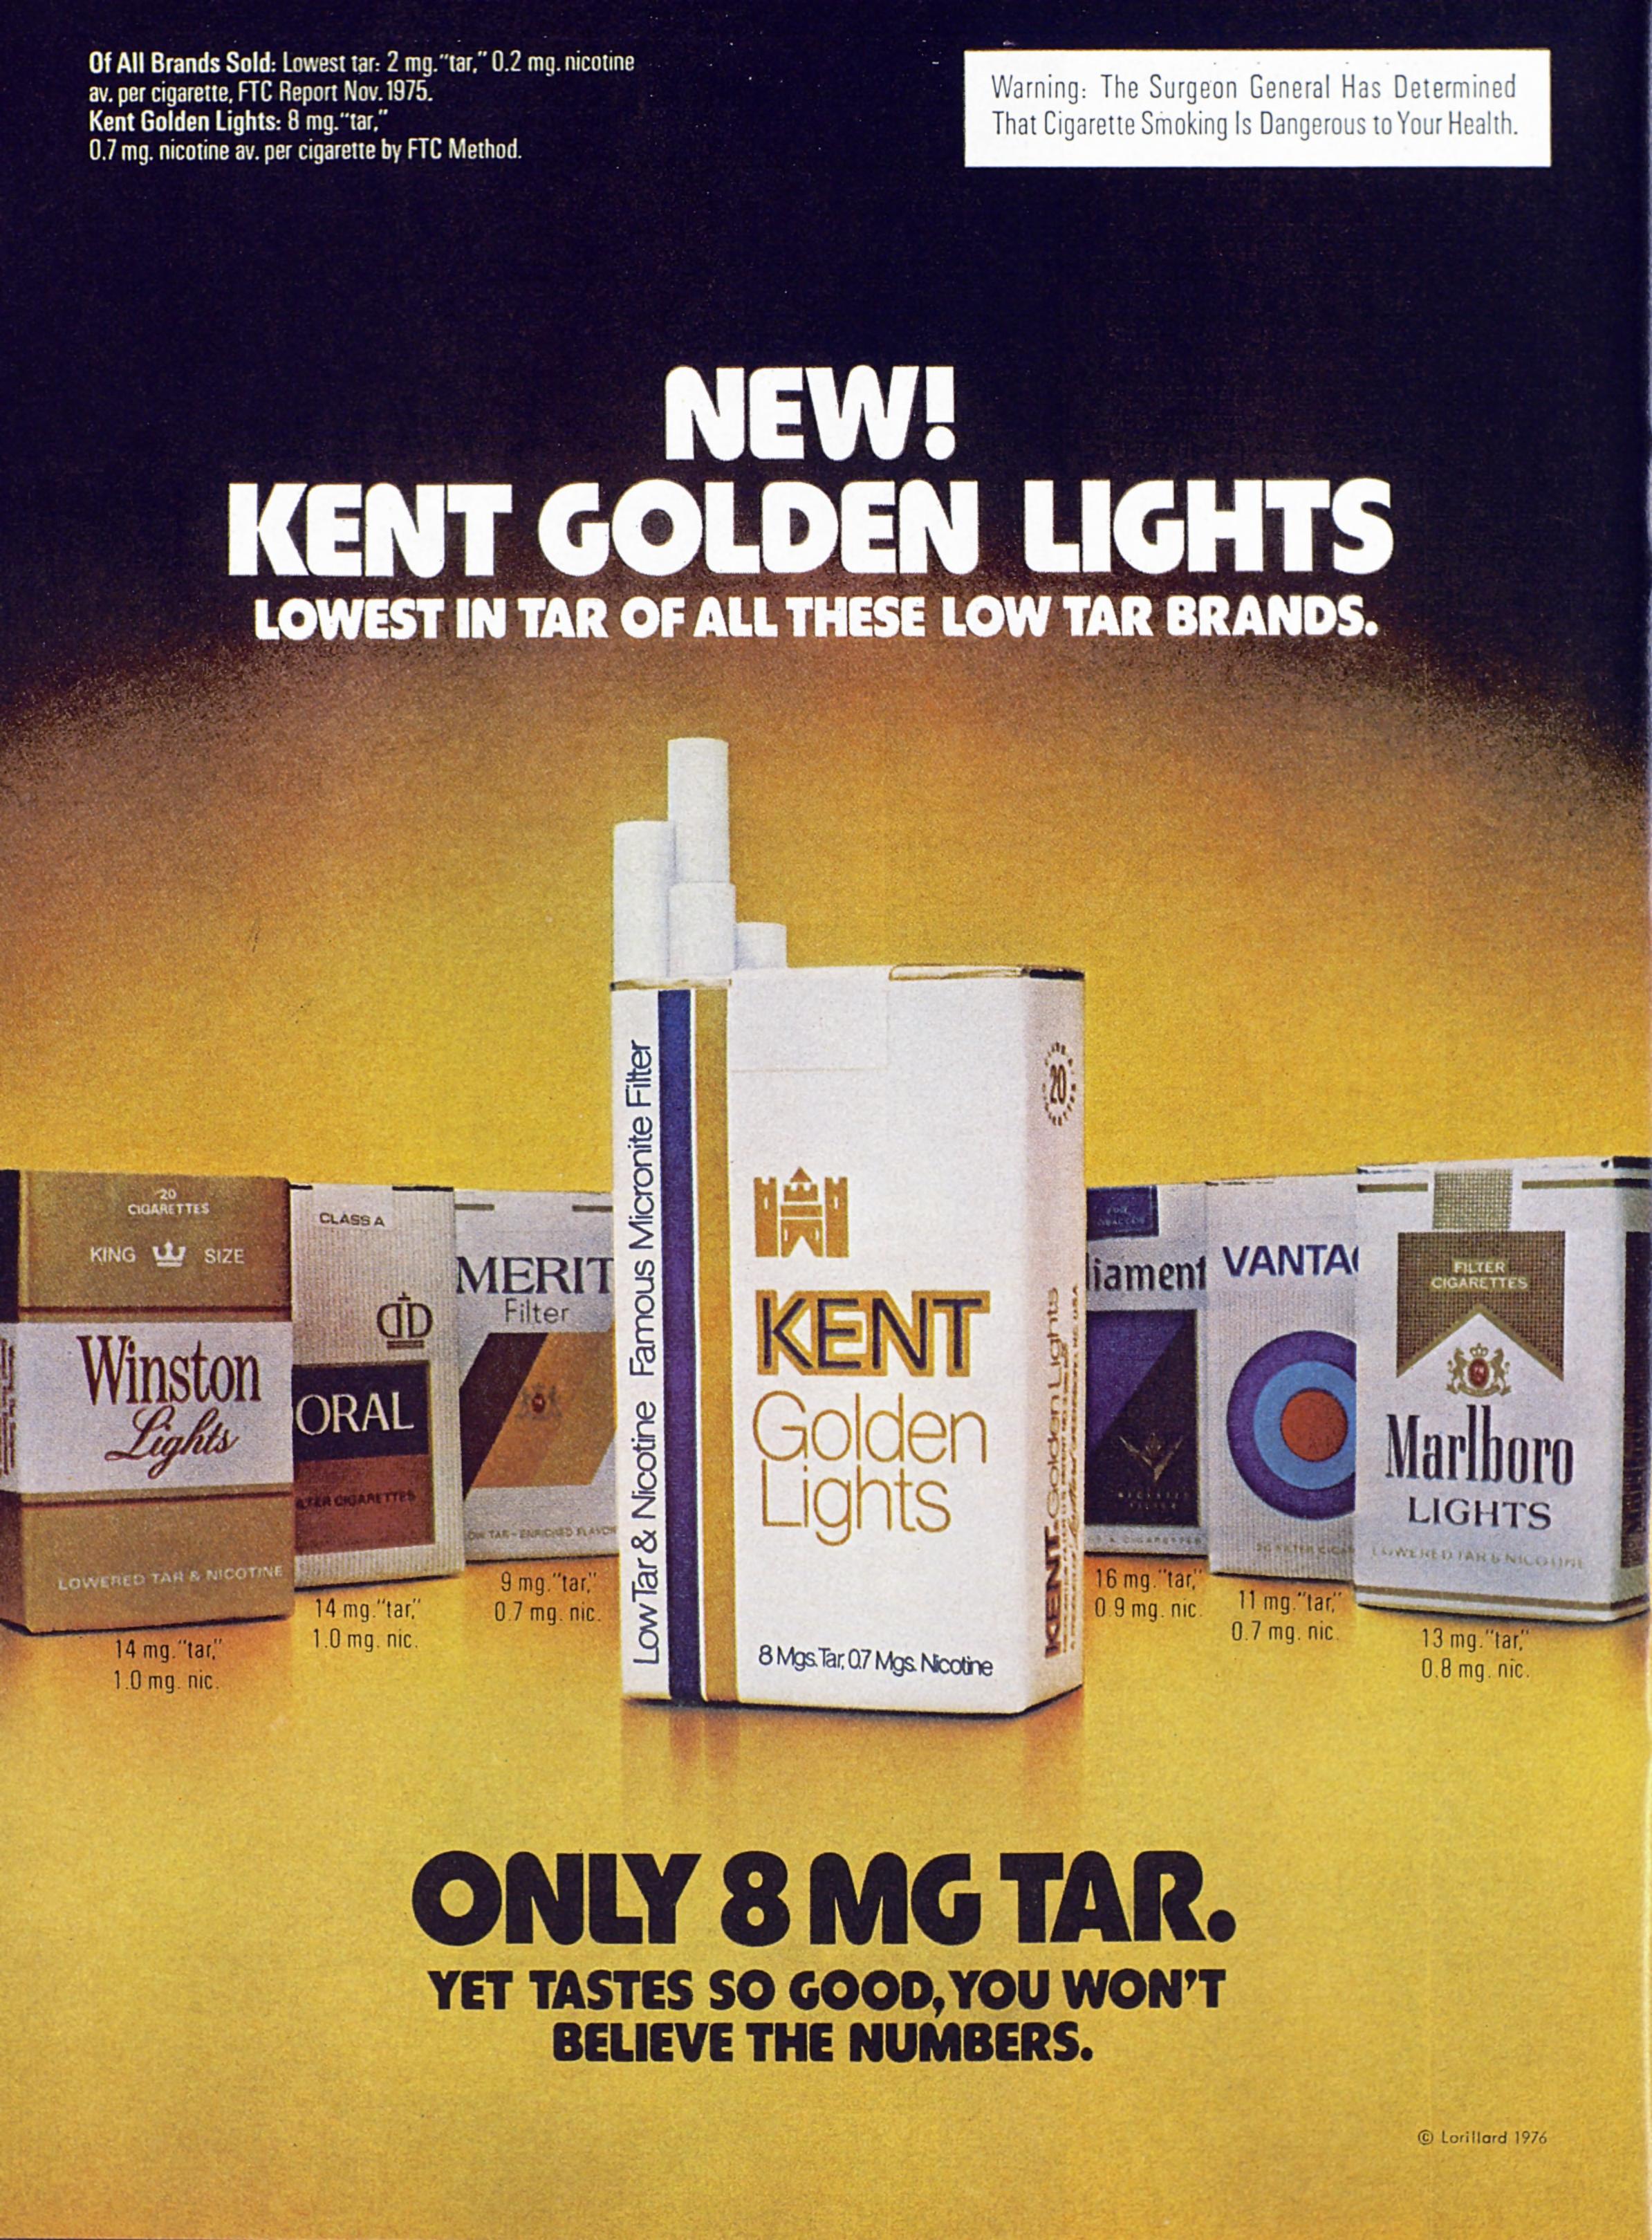 Of All Brands Sold: Lowest tar: 2 mg."tar," 0.2 mg. nicotine
av. per cigarette, FTC Report Nov. 1975.
Kent Golden Lights: 8 mg."tar,"
0.7 mg. nicotine av. per cigarette by FTC Method.
Warning: The Surgeon General Has Determined
That Cigarette Smoking Is Dangerous to Your Health.
NEW!
KENT GOLDEN LIGHTS
LOWEST IN TAR OF ALL THESE LOW TAR BRANDS.
20
CIGARETTES
KING SIZE
Winston
Lights
LOWERED TAR & NICOTINE
14 mg."tar,"
1.0 mg. nic.
CLASS A
ORAL
CIGARETTES
14 mg."tar,"
1.0 mg. nic.
MERIT
Filter
TAR-ENRICHED FLAVOR
9 mg."tar,"
0.7 mg. nic.
Low Tar & Nicotine Famous Micronite Filter
KENT
Golden
Lights
8 Mgs. Tar, 0.7 Mgs. Nicotine
20
KENT Golden Lights
liament
16 mg."tar,"
0.9 mg. nic.
VANTA
11 mg."tar,"
0.7 mg. nic.
FILTER
CIGARETTES
Marlboro
LIGHTS
LOWERED TAR & NICOTINE
13 mg."tar,"
0.8 mg. nic.
ONLY 8 MG TAR.
YET TASTES SO GOOD, YOU WON'T
BELIEVE THE NUMBERS.
© Lorillard 1976